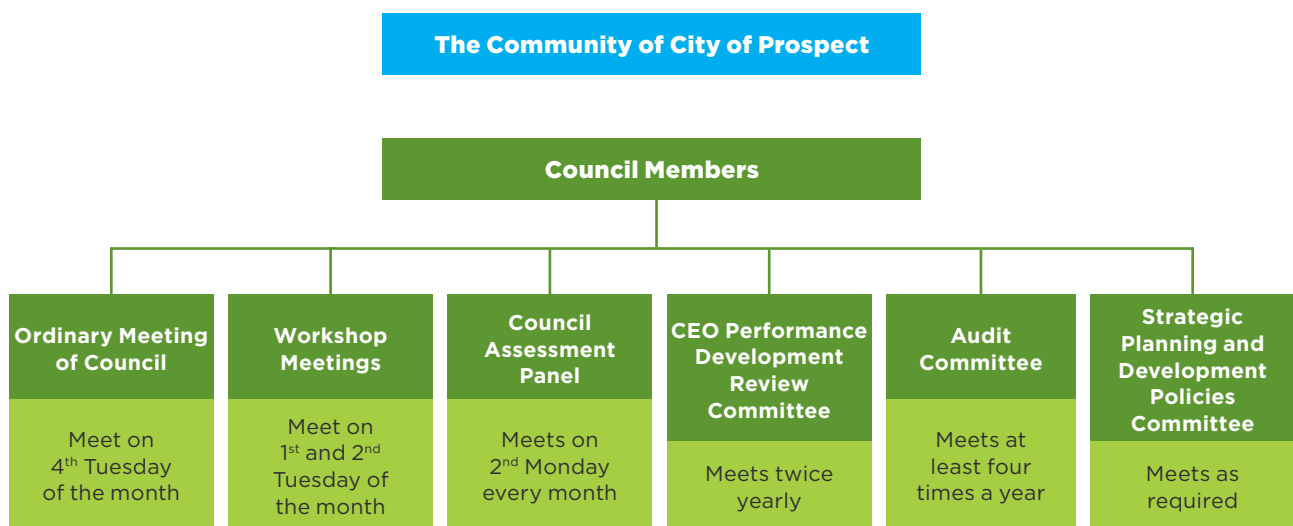 The Community of City of Prospect
Council Members
Ordinary Meeting
of Council
Meet on
4th Tuesday
of the month
Workshop
Meetings
Meet on
1st and 2nd
Tuesday of
the month
Council
Assessment
Panel
Meets on
2nd Monday
every month
CEO Performance
Development
Review
Committee
Meets twice
yearly
Audit
Committee
Meets at
least four
times a year
Strategic
Planning and
Development
Policies
Committee
Meets as
required